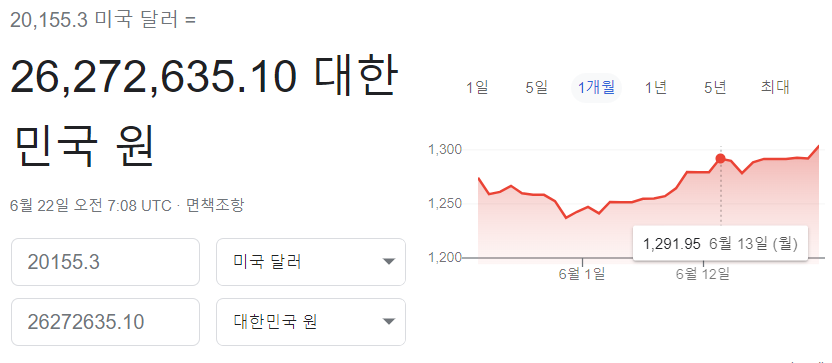 20,155.3 미국 달러 =
26,272,635.10 대한
민국 원
6월 22일 오전 7:08 UTC · 면책조항
20155.3
미국 달러
26272635.10
대한민국 원
1일 5일 1개월 1년 5년 최대
1,300
1,250
1,200
1,291.95 6월 13일 (월)
6월 1일 6월 12일